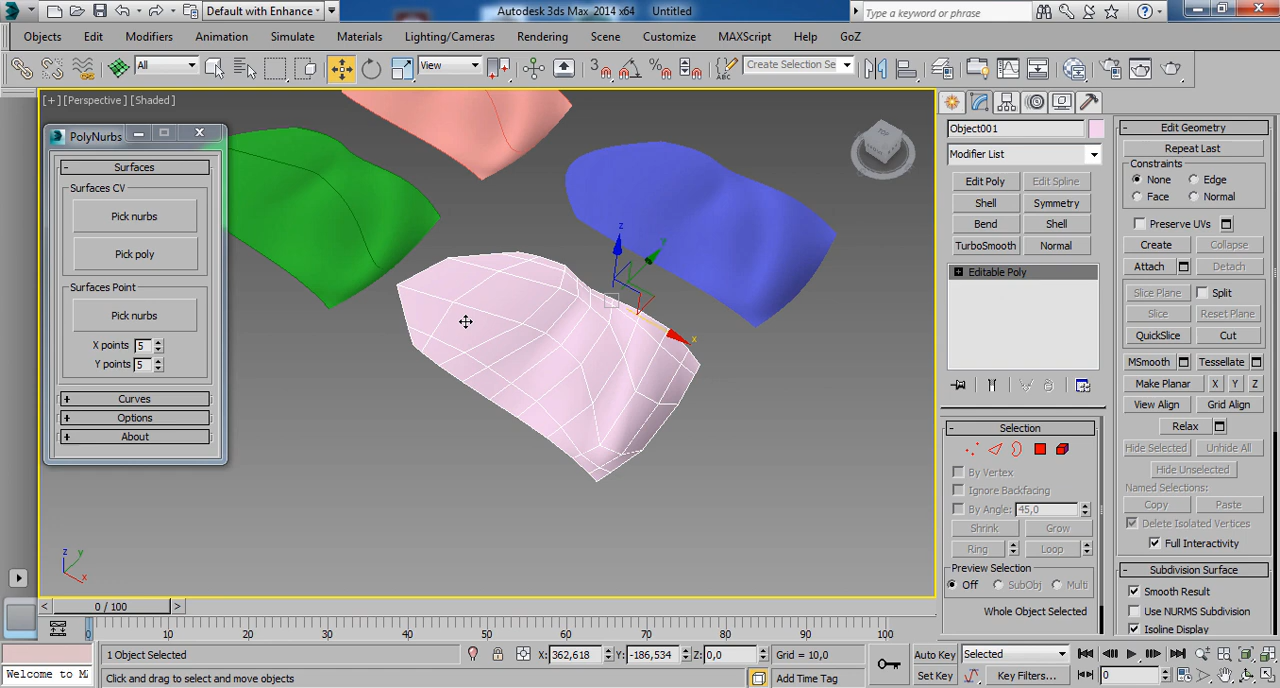 Default with Enhance
Autodesk 3ds Max 2014 x64 Untitled
Type a keyword or phrase
Objects Edit Modifiers Animation Simulate Materials Lighting/Cameras Rendering Scene Customize MAXScript Help GoZ
All
View
Create Selection Se
[+] [Perspective] [Shaded]
PolyNurbs
Surfaces
Surfaces CV
Pick nurbs
Pick poly
Surfaces Point
Pick nurbs
X points 5
Y points 5
Curves
Options
About
TOP
z
y
x
z
y
x
Object001
Modifier List
Edit Poly Edit Spline
Shell Symmetry
Bend Shell
TurboSmooth Normal
Editable Poly
Selection
By Vertex
Ignore Backfacing
By Angle: 45,0
Shrink Grow
Ring Loop
Preview Selection
Off SubObj Multi
Whole Object Selected
Edit Geometry
Repeat Last
Constraints
None Edge
Face Normal
Preserve UVs
Create Collapse
Attach Detach
Slice Plane Split
Slice Reset Plane
QuickSlice Cut
MSmooth Tessellate
Make Planar X Y Z
View Align Grid Align
Relax
Hide Selected Unhide All
Hide Unselected
Named Selections:
Copy Paste
Delete Isolated Vertices
Full Interactivity
Subdivision Surface
Smooth Result
Use NURMS Subdivision
Isoline Display
< 0 / 100 >
0 10 20 30 40 50 60 70 80 90 100
1 Object Selected X: 362,618 Y: -186,534 Z: 0,0 Grid = 10,0 Auto Key Selected
Welcome to M Click and drag to select and move objects Add Time Tag Set Key Key Filters... 0